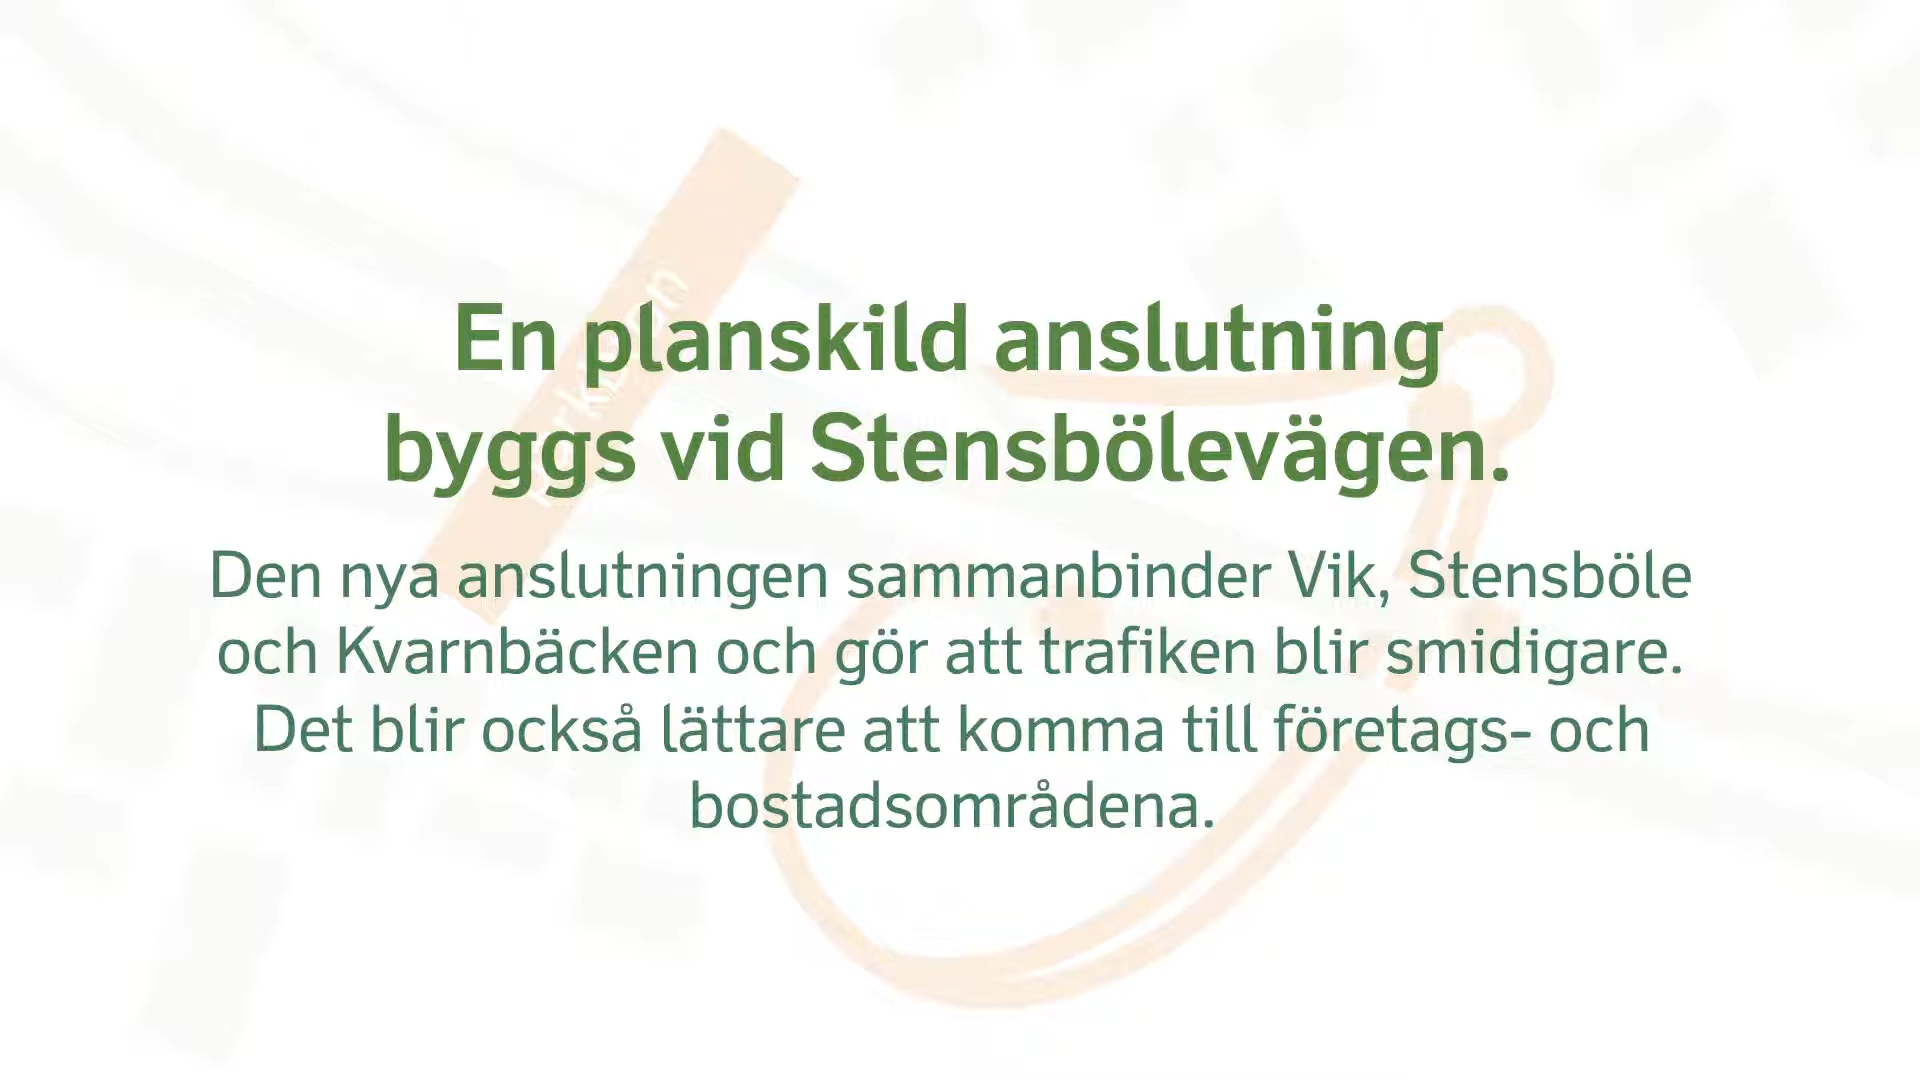 En planskild anslutning
byggs vid Stensbölevägen.
Den nya anslutningen sammanbinder Vik, Stensböle
och Kvarnbäcken och gör att trafiken blir smidigare.
Det blir också lättare att komma till företags- och
bostadsområdena.